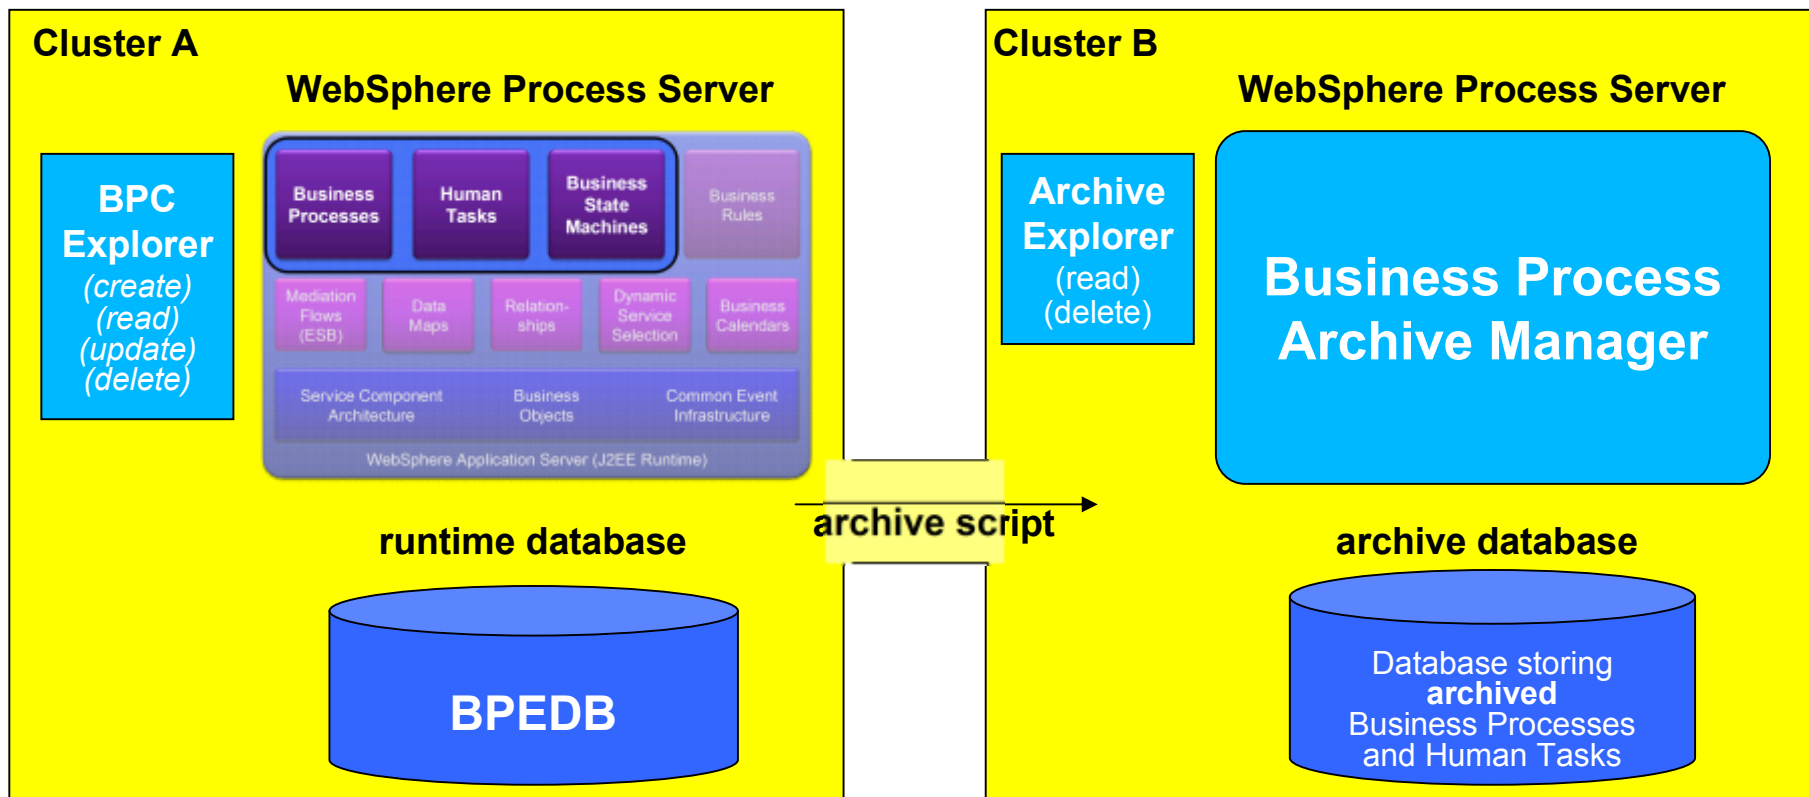 Cluster A
WebSphere Process Server
BPC
Explorer
(create)
(read)
(update)
(delete)
Business
Processes
Human
Tasks
Business
State
Machines
Business
Rules
Mediation
Flows
(ESB)
Data
Maps
Relation-
ships
Dynamic
Service
Selection
Business
Calendars
Service Component
Architecture
Business
Objects
Common Event
Infrastructure
WebSphere Application Server (J2EE Runtime)
runtime database
BPEDB
archive script
Cluster B
WebSphere Process Server
Archive
Explorer
(read)
(delete)
Business Process
Archive Manager
archive database
Database storing
archived
Business Processes
and Human Tasks